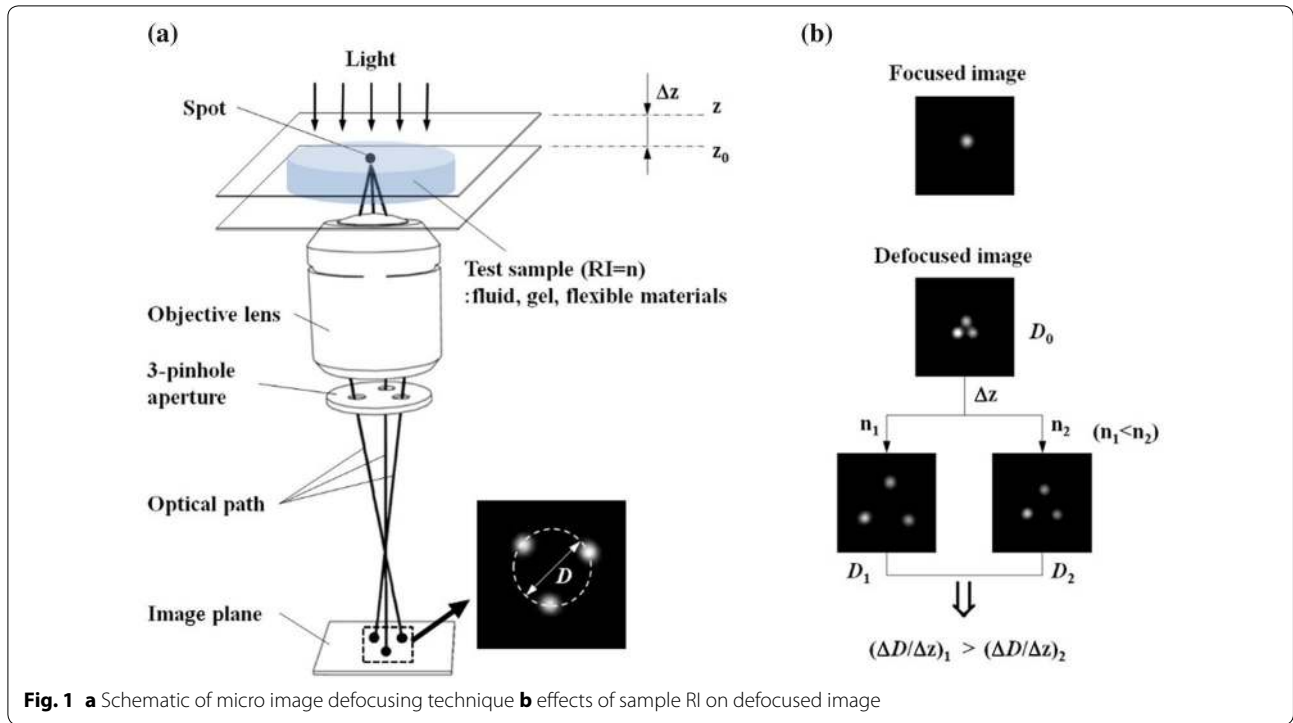 (a)
Light
Spot
Δz
z
z₀
Test sample (RI=n)
:fluid, gel, flexible materials
Objective lens
3-pinhole
aperture
Optical path
D
Image plane
(b)
Focused image
Defocused image
D₀
Δz
n₁
n₂
(n₁<n₂)
D₁
D₂
(ΔD/Δz)₁ > (ΔD/Δz)₂
Fig. 1 a Schematic of micro image defocusing technique b effects of sample RI on defocused image